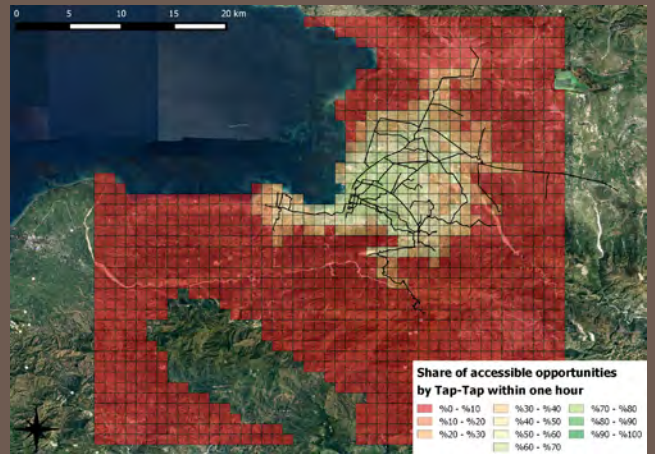 0 5 10 15 20 km
Share of accessible opportunities
by Tap-Tap within one hour
%0 - %10 %30 - %40 %70 - %80
%10 - %20 %40 - %50 %80 - %90
%20 - %30 %50 - %60 %90 - %100
%60 - %70